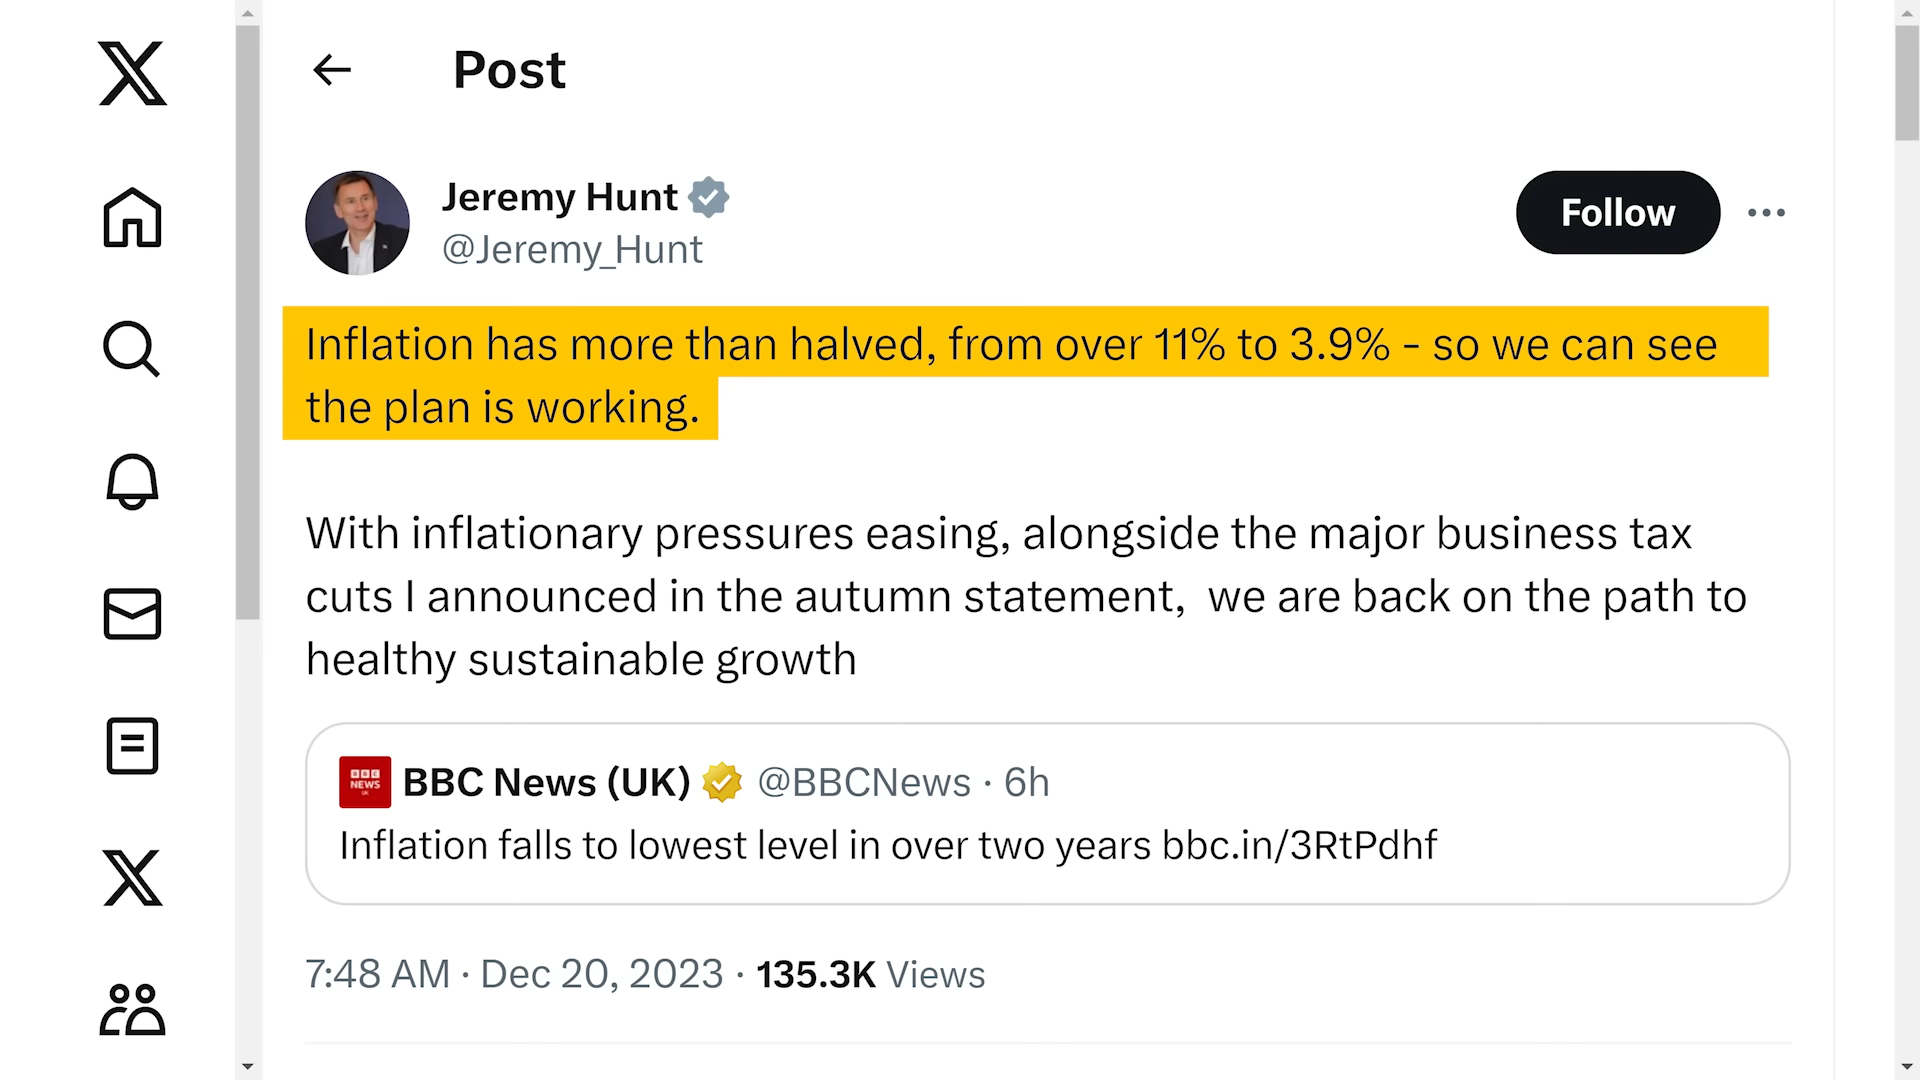 Post
Jeremy Hunt
@Jeremy_Hunt
Follow
Inflation has more than halved, from over 11% to 3.9% - so we can see
the plan is working.
With inflationary pressures easing, alongside the major business tax
cuts I announced in the autumn statement,  we are back on the path to
healthy sustainable growth
BBC NEWS UK
BBC News (UK) @BBCNews · 6h
Inflation falls to lowest level in over two years bbc.in/3RtPdhf
7:48 AM · Dec 20, 2023 · 135.3K Views